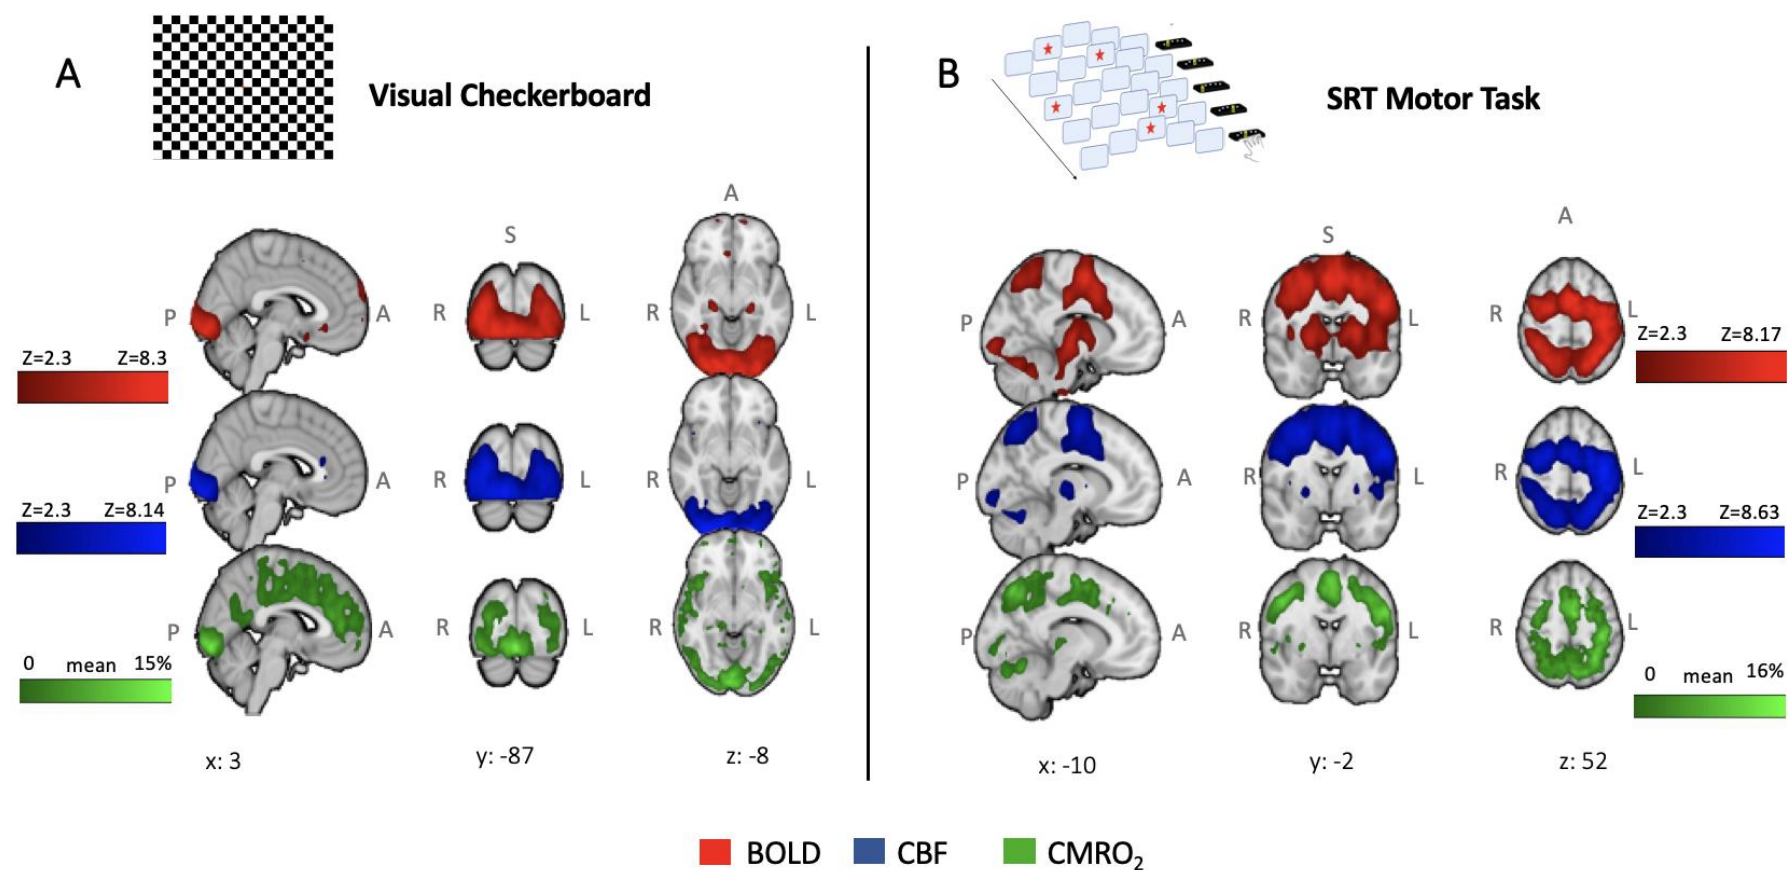 A
Visual Checkerboard
A
S
P
A
R
L
R
L
Z=2.3 Z=8.3
P
A
R
L
R
L
Z=2.3 Z=8.14
P
A
R
L
R
L
0 mean 15%
x: 3
y: -87
z: -8
B
SRT Motor Task
A
S
P
A
R
L
R
L
Z=2.3 Z=8.17
P
A
R
L
R
L
Z=2.3 Z=8.63
P
A
R
L
R
L
0 mean 16%
x: -10
y: -2
z: 52
BOLD CBF CMRO₂